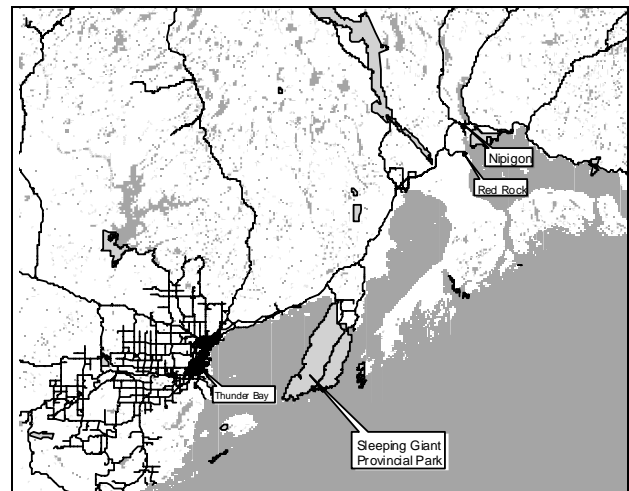 Nipigon
Red Rock
Thunder Bay
Sleeping Giant
Provincial Park